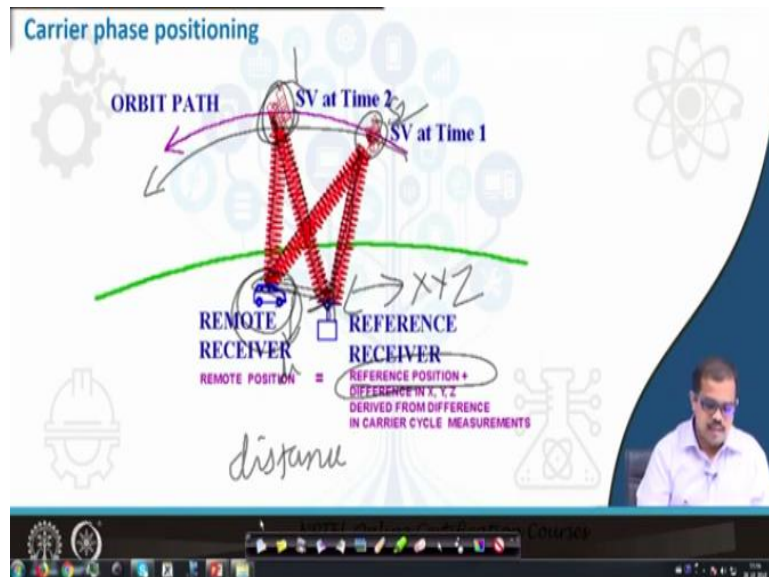 Carrier phase positioning
ORBIT PATH
SV at Time 2
SV at Time 1
XYZ
REMOTE
RECEIVER
REFERENCE
RECEIVER
REMOTE POSITION
=
REFERENCE POSITION +
DIFFERENCE IN X, Y, Z
DERIVED FROM DIFFERENCE
IN CARRIER CYCLE MEASUREMENTS
distance
NPTEL Online Certification Courses